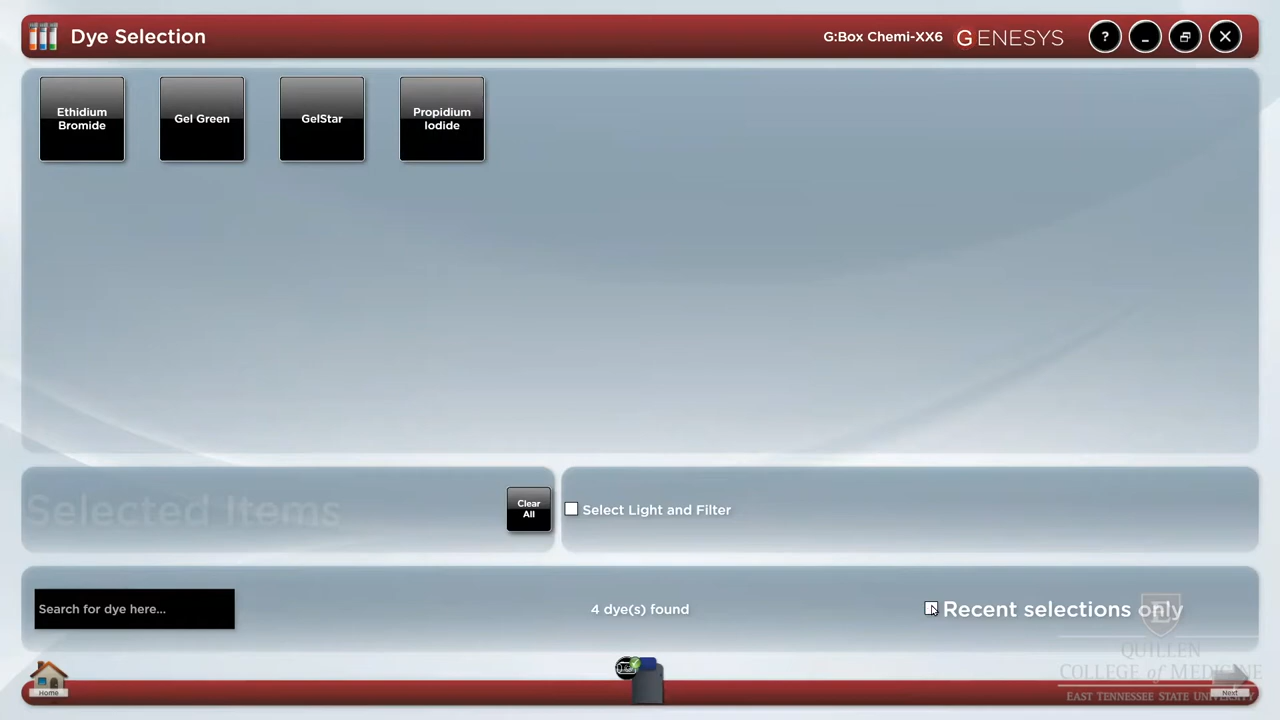 Dye Selection
G:Box Chemi-XX6
GENESYS
?
Ethidium
Bromide
Gel Green
GelStar
Propidium
Iodide
Selected Items
Clear
All
Select Light and Filter
Search for dye here...
4 dye(s) found
Recent selections only
QUILLEN
COLLEGE of MEDICINE
EAST TENNESSEE STATE UNIVERSITY
Home
Next